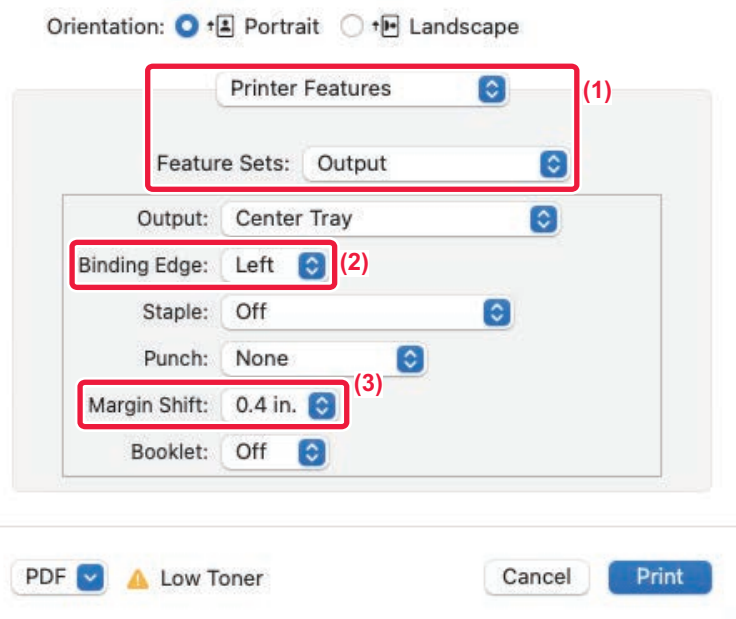 Orientation: Portrait Landscape
Printer Features
(1)
Feature Sets: Output
Output: Center Tray
Binding Edge: Left (2)
Staple: Off
Punch: None
(3)
Margin Shift: 0.4 in.
Booklet: Off
PDF Low Toner Cancel Print